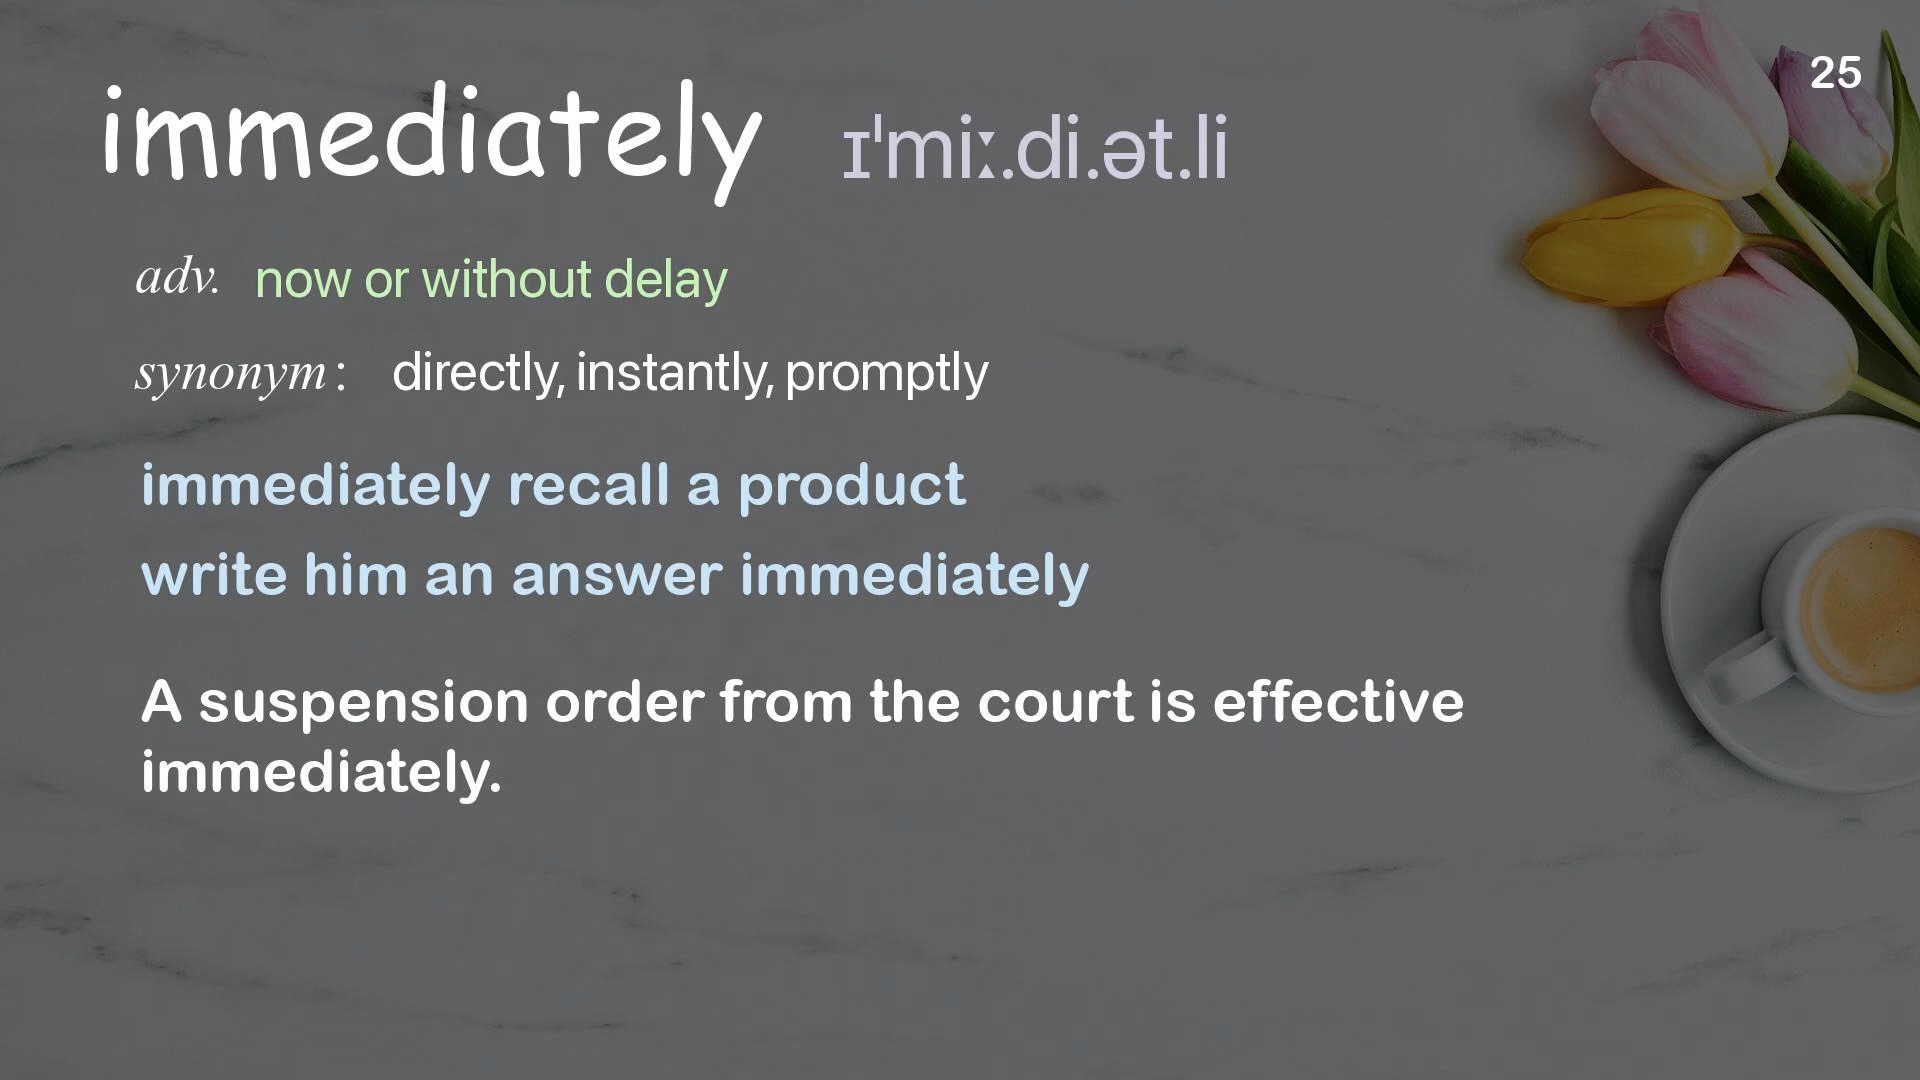 25
immediately ɪˈmiː.di.ət.li
adv. now or without delay
synonym : directly, instantly, promptly
immediately recall a product
write him an answer immediately
A suspension order from the court is effective
immediately.